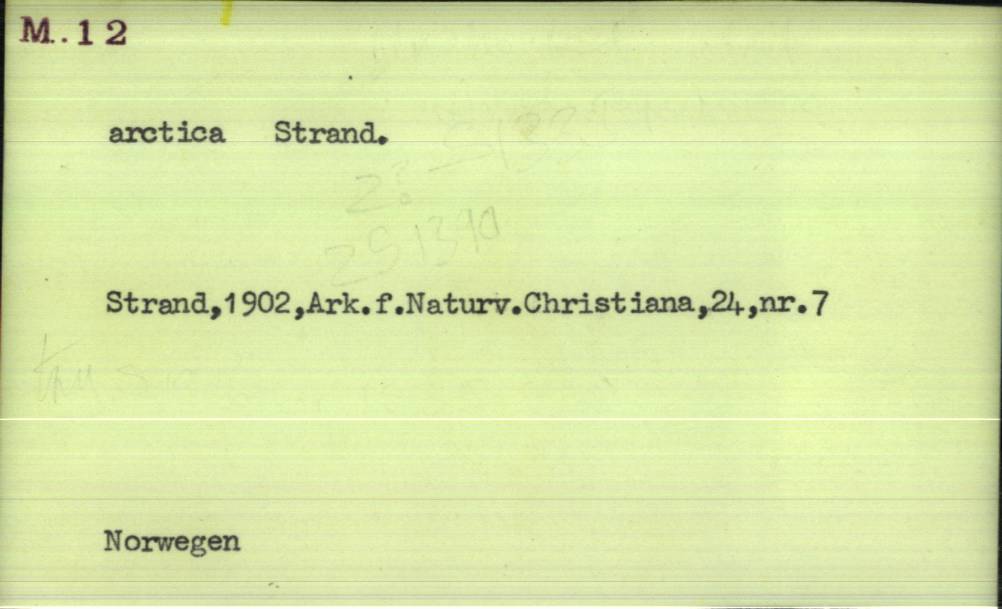 M.12
arctica Strand.
Strand,1902,Ark.f.Naturv.Christiana,24,nr.7
Norwegen